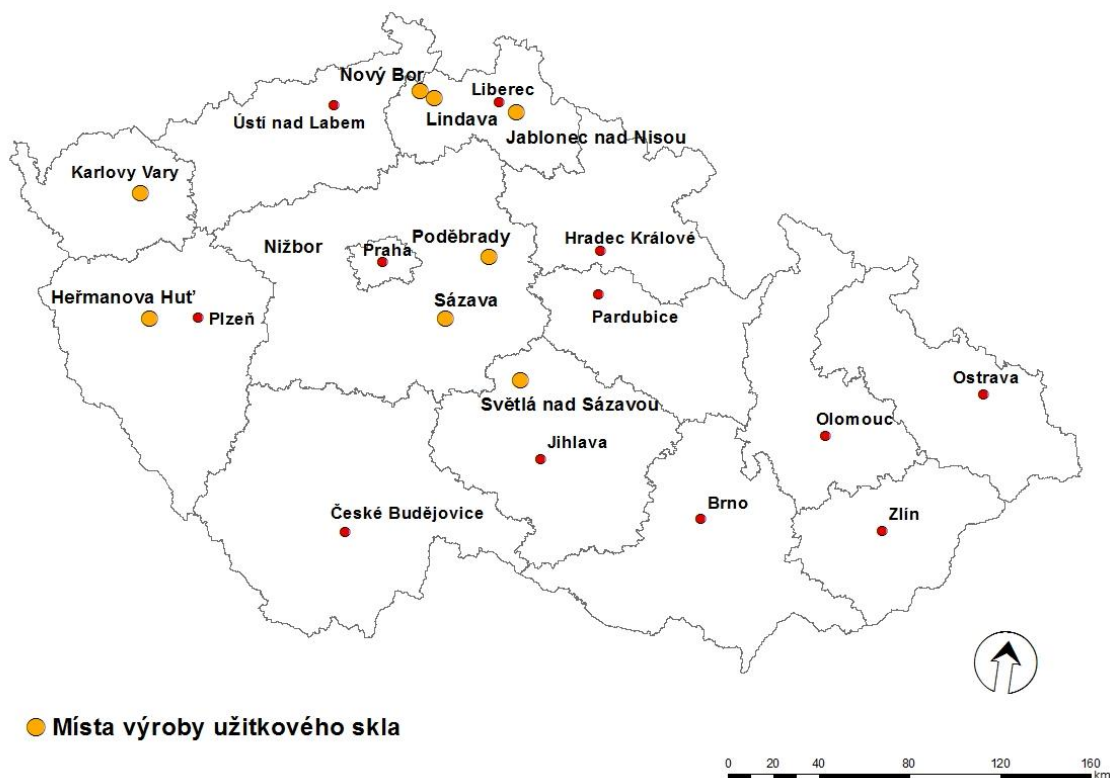 Nový Bor
Liberec
Ústí nad Labem
Lindava
Jablonec nad Nisou
Karlovy Vary
Nižbor
Praha
Poděbrady
Hradec Králové
Heřmanova Huť
Plzeň
Sázava
Pardubice
Světlá nad Sázavou
Ostrava
Olomouc
Jihlava
České Budějovice
Brno
Zlín
Místa výroby užitkového skla
0 20 40 80 120 160
km